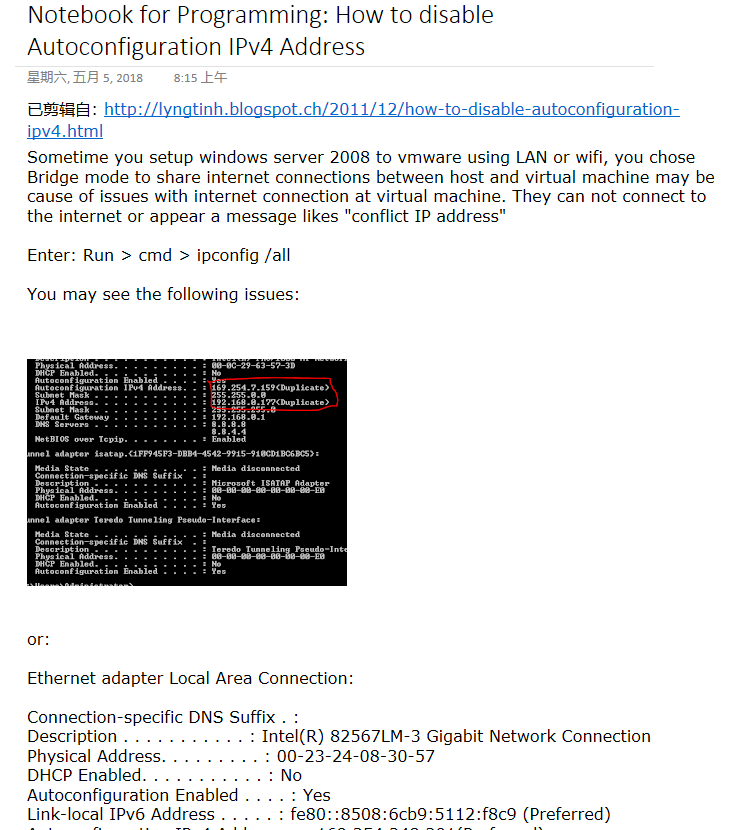 Notebook for Programming: How to disable
Autoconfiguration IPv4 Address
星期六, 五月 5, 2018 8:15 上午
已剪辑自: http://lyngtinh.blogspot.ch/2011/12/how-to-disable-autoconfiguration-
ipv4.html
Sometime you setup windows server 2008 to vmware using LAN or wifi, you chose
Bridge mode to share internet connections between host and virtual machine may be
cause of issues with internet connection at virtual machine. They can not connect to
the internet or appear a message likes "conflict IP address"
Enter: Run > cmd > ipconfig /all
You may see the following issues:
Physical Address. . . . . . . . . : 00-0C-29-63-57-3D
DHCP Enabled. . . . . . . . . . . : No
Autoconfiguration Enabled . . . . : Yes
Autoconfiguration IPv4 Address. . : 169.254.7.159(Duplicate)
Subnet Mask . . . . . . . . . . . : 255.255.0.0
IPv4 Address. . . . . . . . . . . : 192.168.0.177(Duplicate)
Subnet Mask . . . . . . . . . . . : 255.255.255.0
Default Gateway . . . . . . . . . : 192.168.0.1
DNS Servers . . . . . . . . . . . : 8.8.8.8
8.8.4.4
NetBIOS over Tcpip. . . . . . . . : Enabled
unnel adapter isatap.{1FF945F3-DBB4-4542-9915-910CD1BC6BC5}:
Media State . . . . . . . . . . . : Media disconnected
Connection-specific DNS Suffix  . :
Description . . . . . . . . . . . : Microsoft ISATAP Adapter
Physical Address. . . . . . . . . : 00-00-00-00-00-00-00-E0
DHCP Enabled. . . . . . . . . . . : No
Autoconfiguration Enabled . . . . : Yes
unnel adapter Teredo Tunneling Pseudo-Interface:
Media State . . . . . . . . . . . : Media disconnected
Connection-specific DNS Suffix  . :
Description . . . . . . . . . . . : Teredo Tunneling Pseudo-Inte
Physical Address. . . . . . . . . : 00-00-00-00-00-00-00-E0
DHCP Enabled. . . . . . . . . . . : No
Autoconfiguration Enabled . . . . : Yes
:\Users\Administrator>
or:
Ethernet adapter Local Area Connection:
Connection-specific DNS Suffix . :
Description . . . . . . . . . . . : Intel(R) 82567LM-3 Gigabit Network Connection
Physical Address. . . . . . . . . : 00-23-24-08-30-57
DHCP Enabled. . . . . . . . . . . : No
Autoconfiguration Enabled . . . . : Yes
Link-local IPv6 Address . . . . . : fe80::8508:6cb9:5112:f8c9 (Preferred)